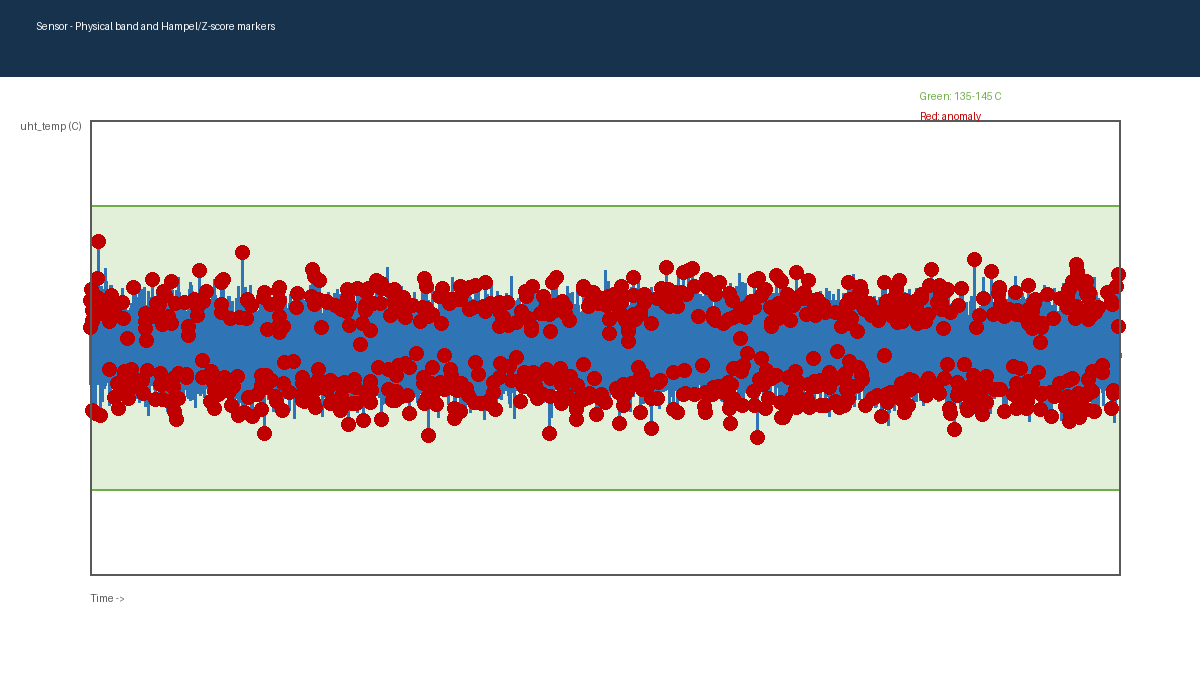 Sensor - Physical band and Hampel/Z-score markers
Green: 135-145 C
Red: anomaly
uht_temp (C)
Time ->